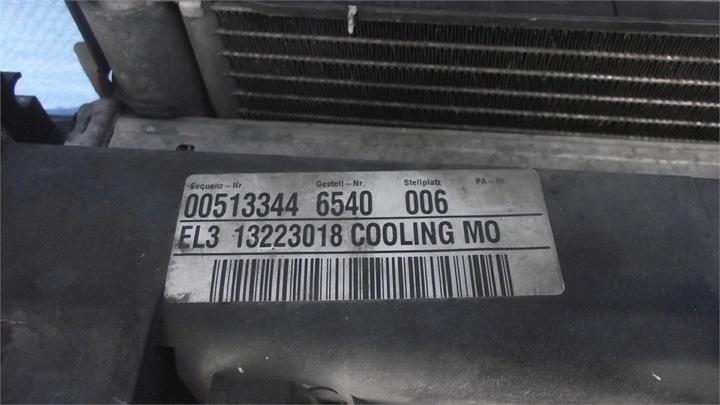 Sequenz-Nr. Gestell-Nr. Stellplatz PA-Nr.
00513344 6540 006
EL3 13223018 COOLING MO